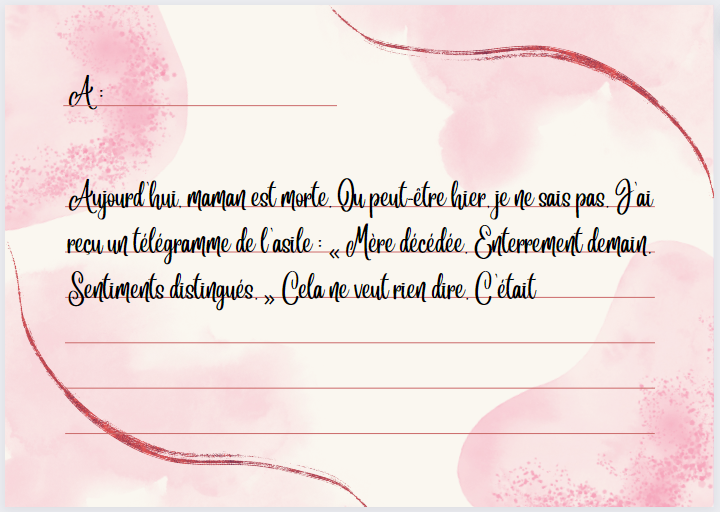 A :
Aujourd'hui, maman est morte. Ou peut-être hier, je ne sais pas. J'ai
recu un télégramme de l'asile : « Mère décédée. Enterrement demain.
Sentiments distingués. » Cela ne veut rien dire. C'était